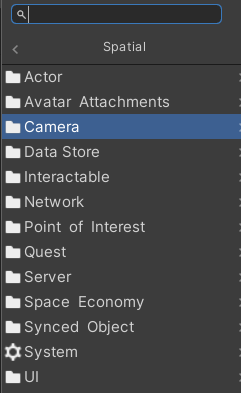 Spatial
Actor
Avatar Attachments
Camera
Data Store
Interactable
Network
Point of Interest
Quest
Server
Space Economy
Synced Object
System
UI